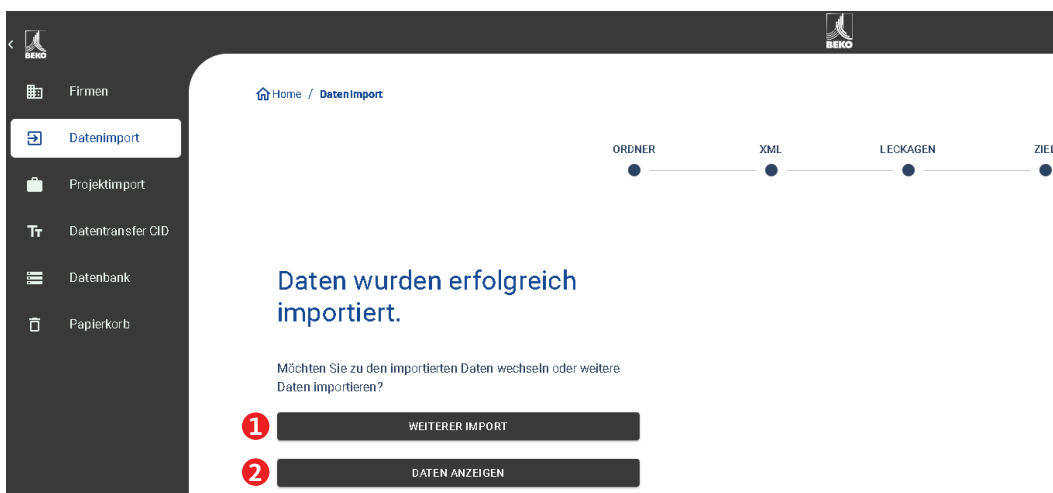 BEKO
BEKO
Firmen
Home / Datenimport
Datenimport
ORDNER XML LECKAGEN ZIEL
Projektimport
Datentransfer CID
Datenbank
Daten wurden erfolgreich
importiert.
Papierkorb
Möchten Sie zu den importierten Daten wechseln oder weitere
Daten importieren?
1 WEITERER IMPORT
2 DATEN ANZEIGEN